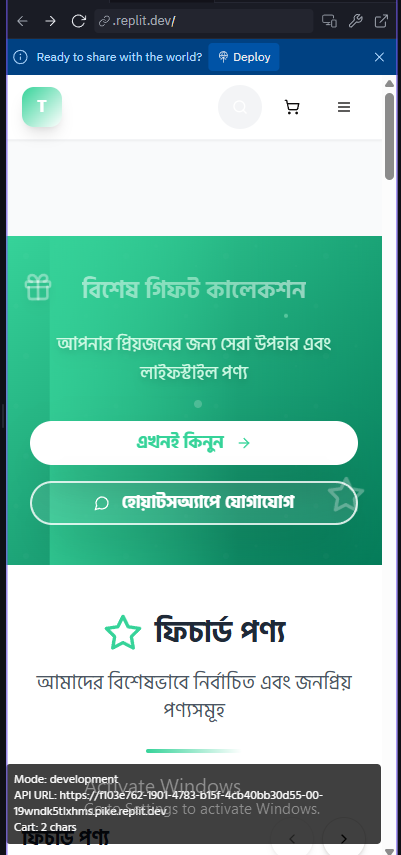 .replit.dev/
Ready to share with the world?
Deploy
T
বিশেষ গিফট কালেকশন
আপনার প্রিয়জনের জন্য সেরা উপহার এবং
লাইফস্টাইল পণ্য
এখনই কিনুন
হোয়াটসঅ্যাপে যোগাযোগ
ফিচার্ড পণ্য
আমাদের বিশেষভাবে নির্বাচিত এবং জনপ্রিয়
পণ্যসমূহ
Mode: development
Activate Windows
API URL: https://f103e762-1901-4783-b15f-4cb40bb30d55-00-
19wndk5tlxhms.pike.replit.dev
Go to Settings to activate Windows.
Cart: 2 chars
ফিচার্ড পণ্য